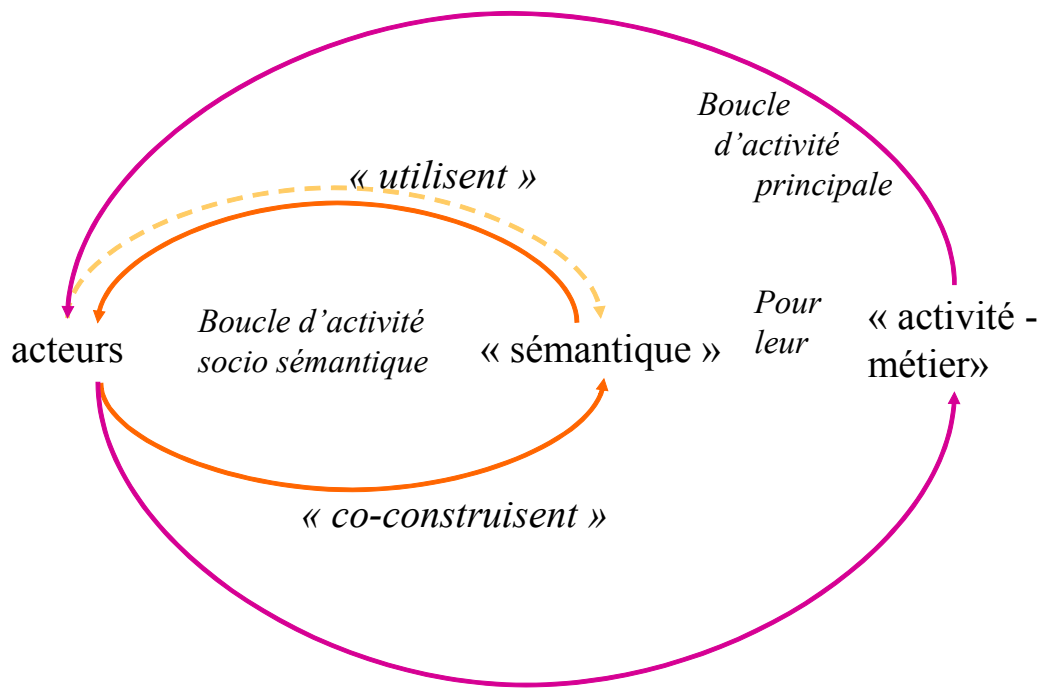 Boucle
d’activité
principale
« utilisent »
Boucle d’activité
socio sémantique
acteurs
« sémantique »
Pour
leur
« activité -
métier»
« co-construisent »